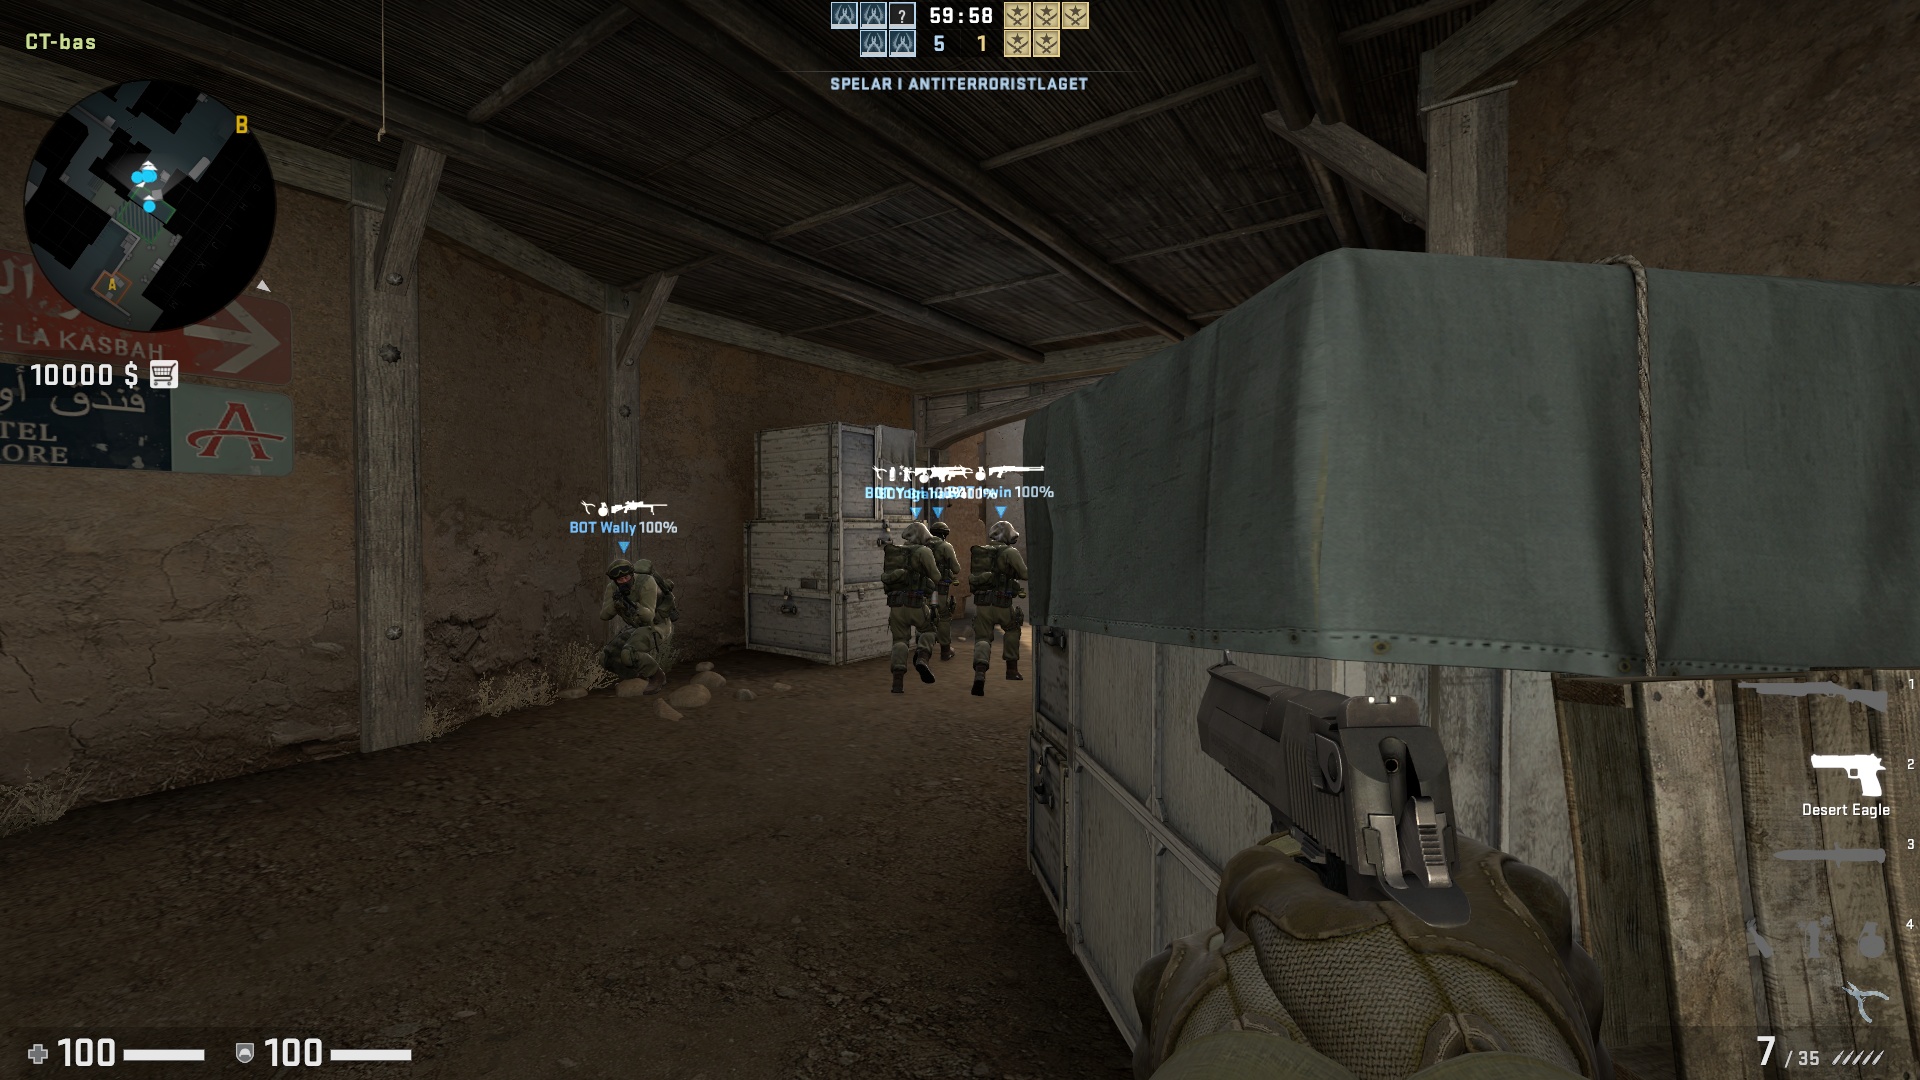 59:58
5 1
SPELAR I ANTITERRORISTLAGET
CT-bas
B
A
LA KASBAH
10000 $
فندق
TEL
ORE
A
BOT Wally 100%
100%
1
2
Desert Eagle
3
4
100
100
7 / 35